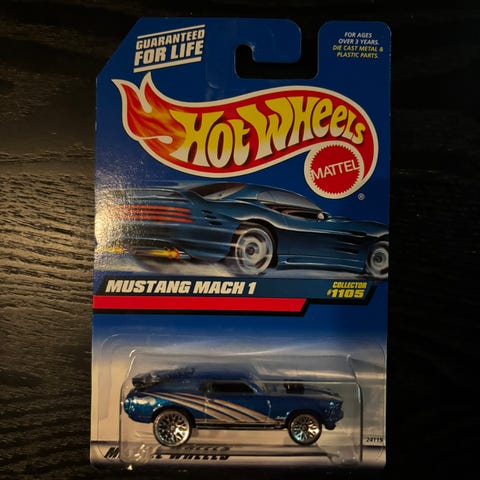 GUARANTEED
FOR LIFE
FOR AGES
OVER 3 YEARS.
DIE CAST METAL &
PLASTIC PARTS.
HOT WHEELS
MATTEL
®
MUSTANG MACH 1
COLLECTOR
#1105
24115